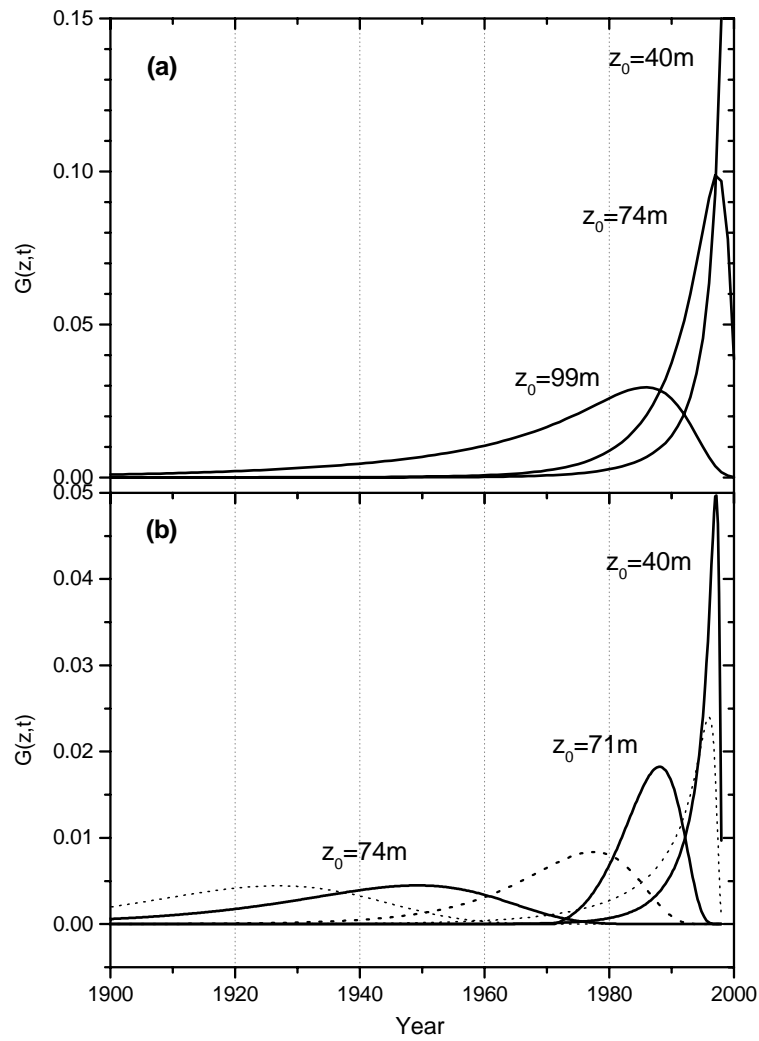 0.15
(a)
z₀=40m
0.10
z₀=74m
G(z,t)
0.05
z₀=99m
0.00
0.05
(b)
z₀=40m
0.04
0.03
G(z,t)
0.02
z₀=71m
0.01
z₀=74m
0.00
1900 1920 1940 1960 1980 2000
Year